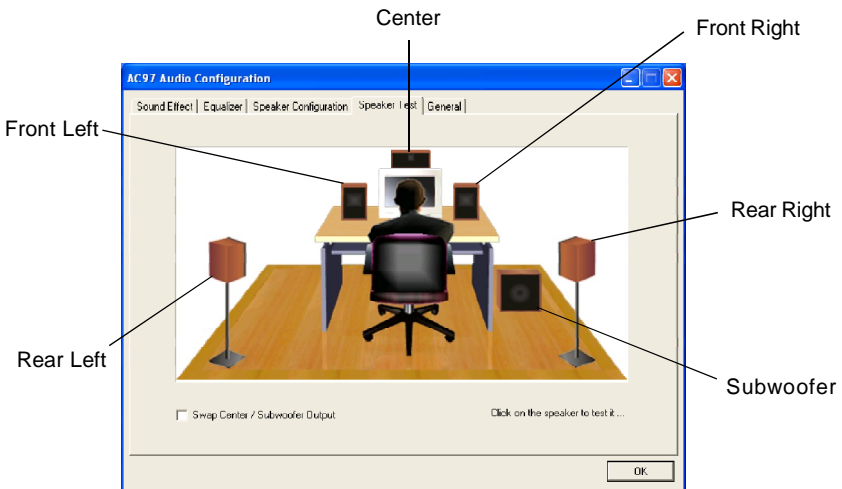 Center
Front Right
AC97 Audio Configuration
Sound Effect Equalizer Speaker Configuration Speaker Test General
Front Left
Rear Right
Rear Left
Subwoofer
Swap Center / Subwoofer Output
Click on the speaker to test it ...
OK